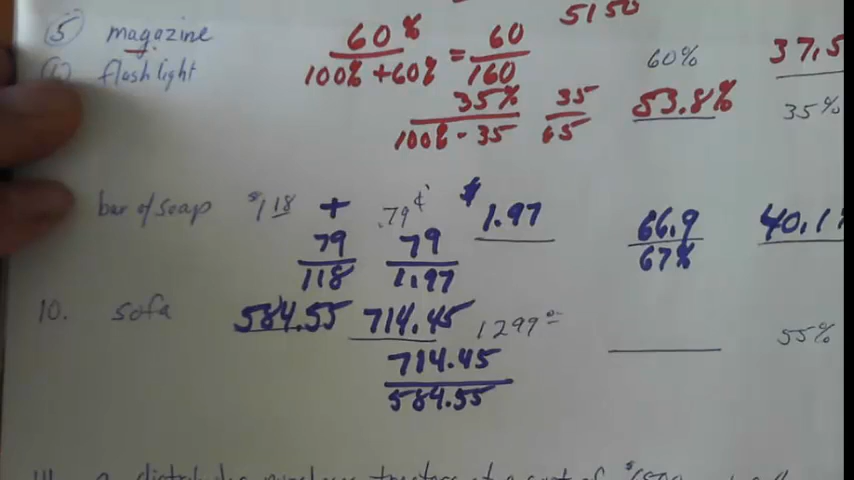 5150
5 magazine 60% / 100% + 60% = 60 / 160 60% 37.5
flashlight 35% / 100% - 35 35 / 65 53.8% 35%
bar of soap $1.18 + .79¢ $1.97 66.9 / 67% 40.1%
79 / 118 79 / 1.97
10. sofa 584.55 714.45 1299.00 55%
714.45 / 584.55